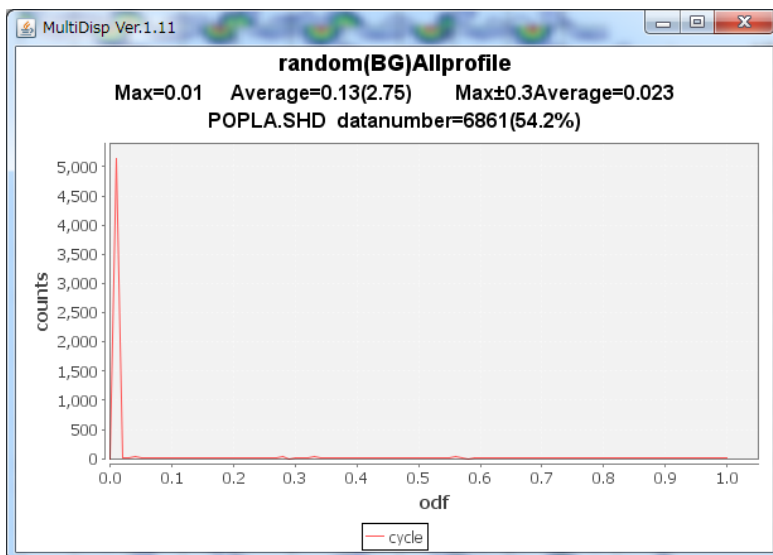 MultiDisp Ver.1.11
random(BG)Allprofile
Max=0.01 Average=0.13(2.75) Max±0.3Average=0.023
POPLA.SHD datanumber=6861(54.2%)
5,000
4,500
4,000
3,500
3,000
2,500
2,000
1,500
1,000
500
0
counts
0.0 0.1 0.2 0.3 0.4 0.5 0.6 0.7 0.8 0.9 1.0
odf
cycle